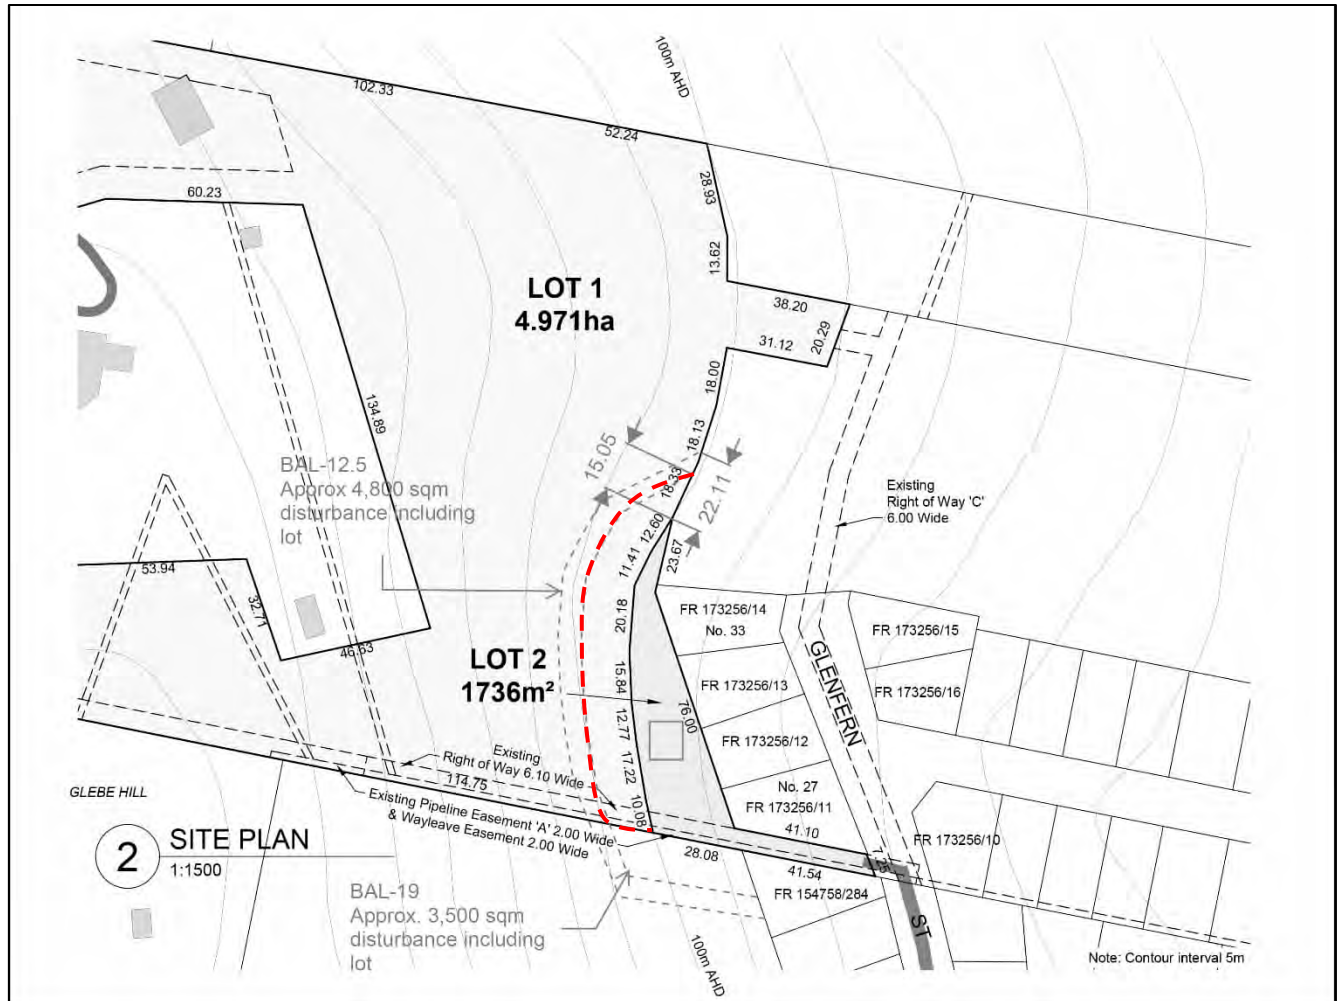 100m AHD
102.33
52.24
28.93
60.23
13.62
LOT 1
4.971ha
38.20
20.29
31.12
18.00
134.89
18.13
15.05
18.33
22.11
BAL-12.5
Approx 4,800 sqm
disturbance including
lot
Existing
Right of Way 'C'
6.00 Wide
12.60
11.41
23.67
53.94
32.71
46.63
20.18
FR 173256/14
No. 33
FR 173256/15
GLENFERN
LOT 2
1736m²
15.84
FR 173256/13
FR 173256/16
76.00
12.77
FR 173256/12
Existing
Right of Way 6.10 Wide
17.22
114.75
No. 27
FR 173256/11
10.08
GLEBE HILL
Existing Pipeline Easement 'A' 2.00 Wide
& Wayleave Easement 2.00 Wide
41.10
FR 173256/10
2
SITE PLAN
1:1500
28.08
41.54
FR 154758/284
BAL-19
Approx. 3,500 sqm
disturbance including
lot
ST
100m AHD
Note: Contour interval 5m